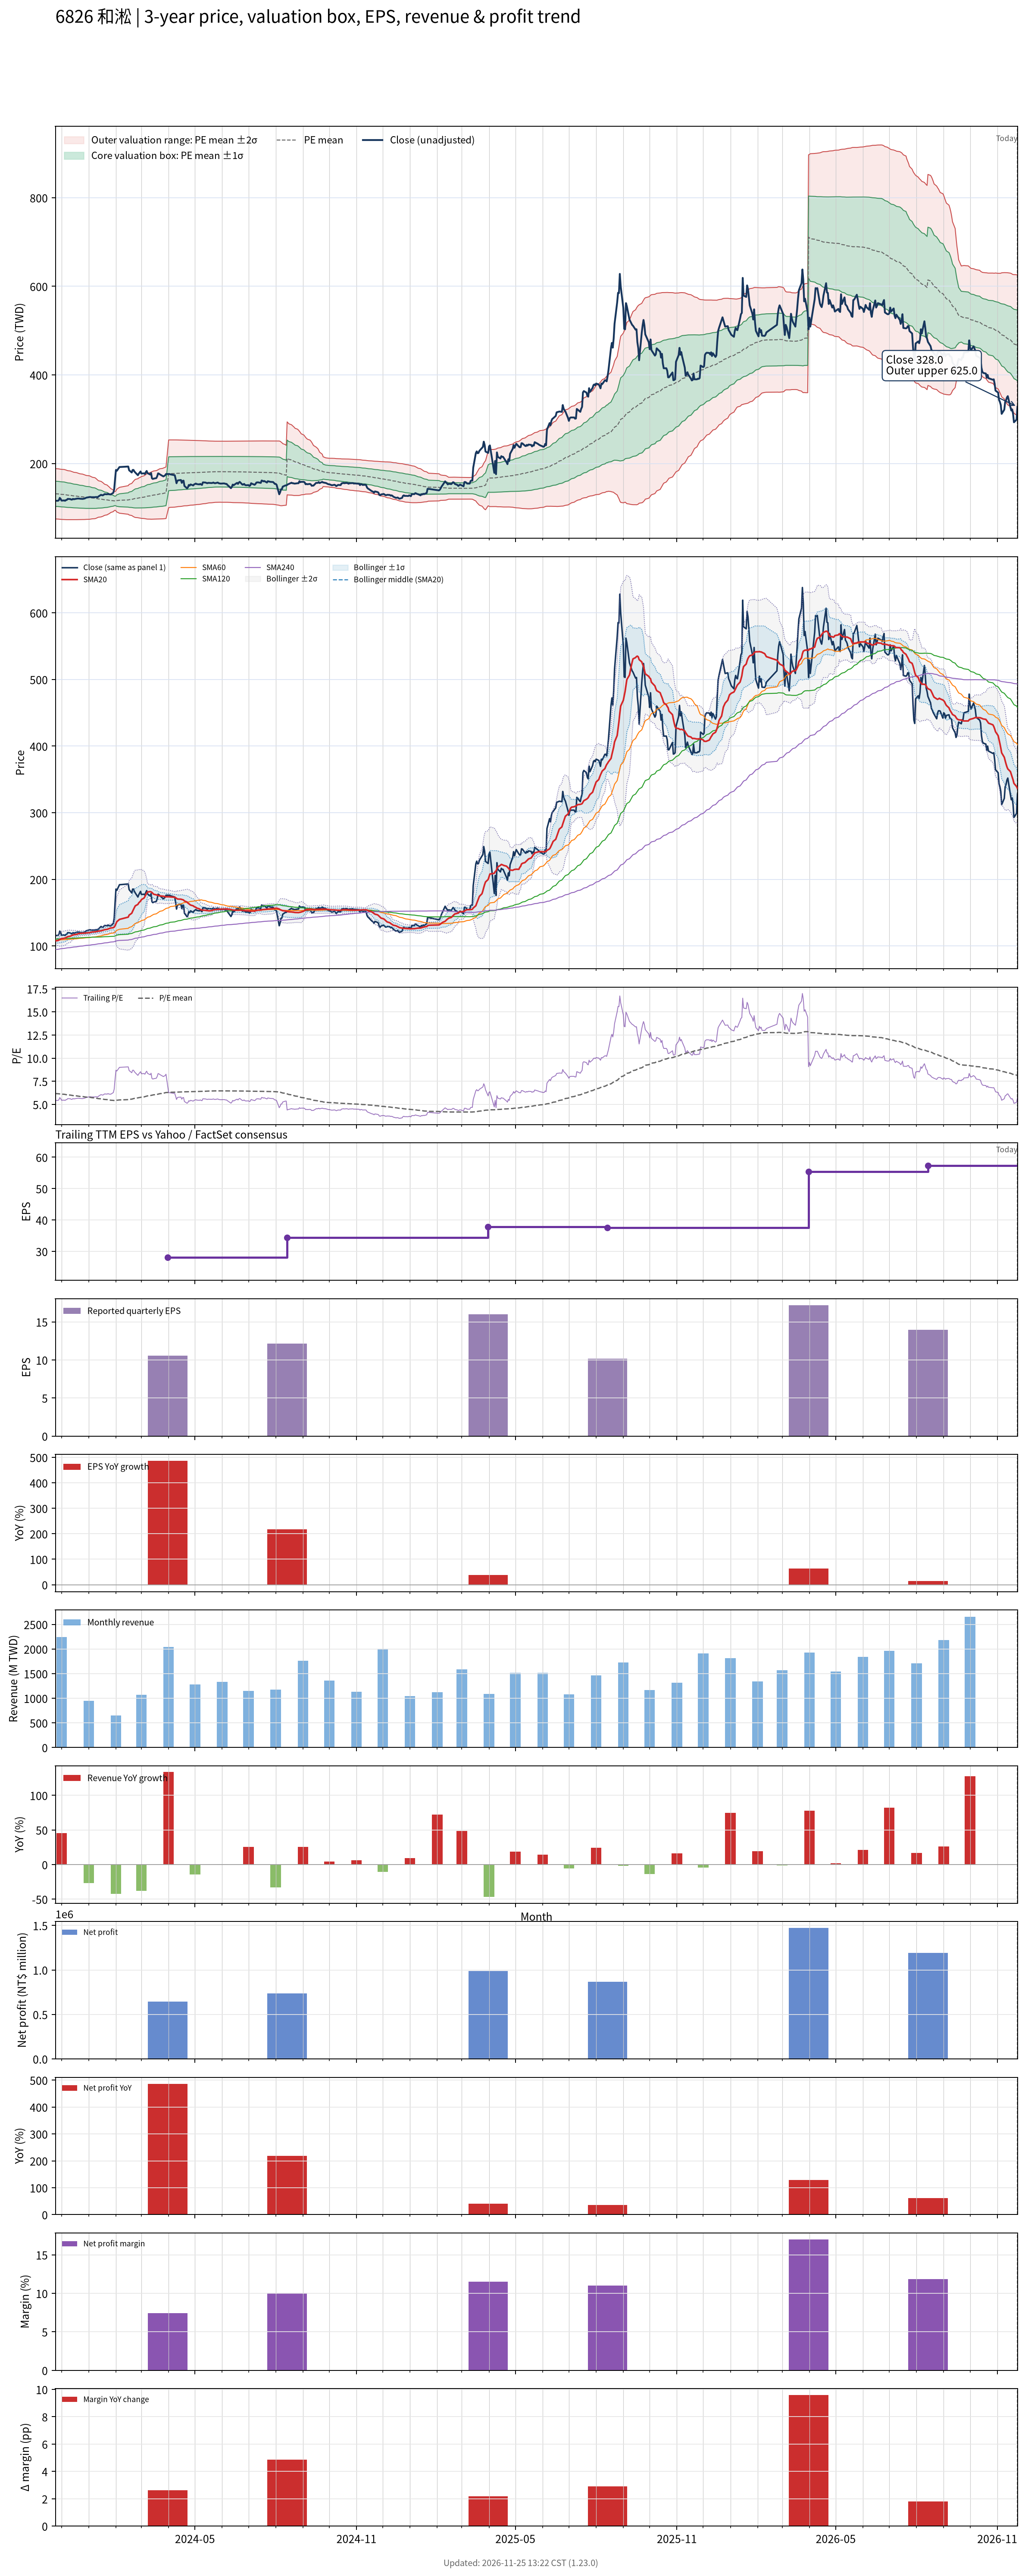 6826 和淞 | 3-year price, valuation box, EPS, revenue & profit trend
Outer valuation range: PE mean ±2σ
Core valuation box: PE mean ±1σ
PE mean
Close (unadjusted)
Today
800
600
400
200
Price (TWD)
Close 328.0
Outer upper 625.0
Close (same as panel 1)
SMA20
SMA60
SMA120
SMA240
Bollinger ±2σ
Bollinger ±1σ
Bollinger middle (SMA20)
600
500
400
300
200
100
Price
Trailing P/E
P/E mean
17.5
15.0
12.5
10.0
7.5
5.0
P/E
Trailing TTM EPS vs Yahoo / FactSet consensus
Today
60
50
40
30
EPS
Reported quarterly EPS
15
10
5
0
EPS
EPS YoY growth
500
400
300
200
100
0
YoY (%)
Monthly revenue
2500
2000
1500
1000
500
0
Revenue (M TWD)
Revenue YoY growth
100
50
0
-50
YoY (%)
Month
1e6
Net profit
1.5
1.0
0.5
0.0
Net profit (NT$ million)
Net profit YoY
500
400
300
200
100
0
YoY (%)
Net profit margin
15
10
5
0
Margin (%)
Margin YoY change
10
8
6
4
2
0
Δ margin (pp)
2024-05
2024-11
2025-05
2025-11
2026-05
2026-11
Updated: 2026-11-25 13:22 CST (1.23.0)